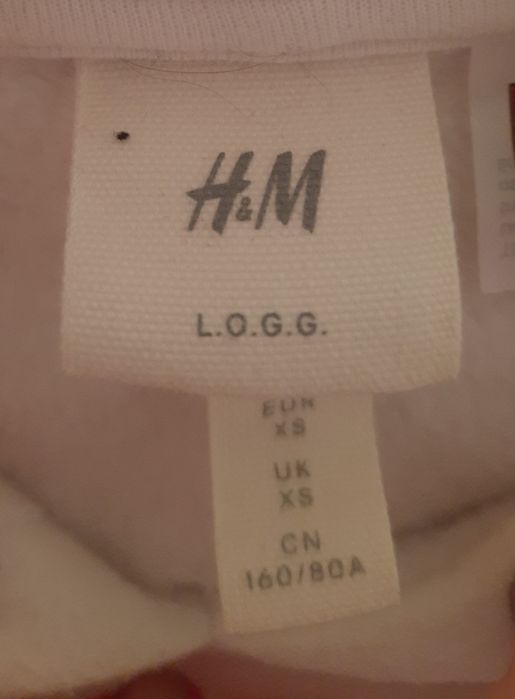 H&M
L.O.G.G.
EUR
XS
UK
XS
CN
160/80A